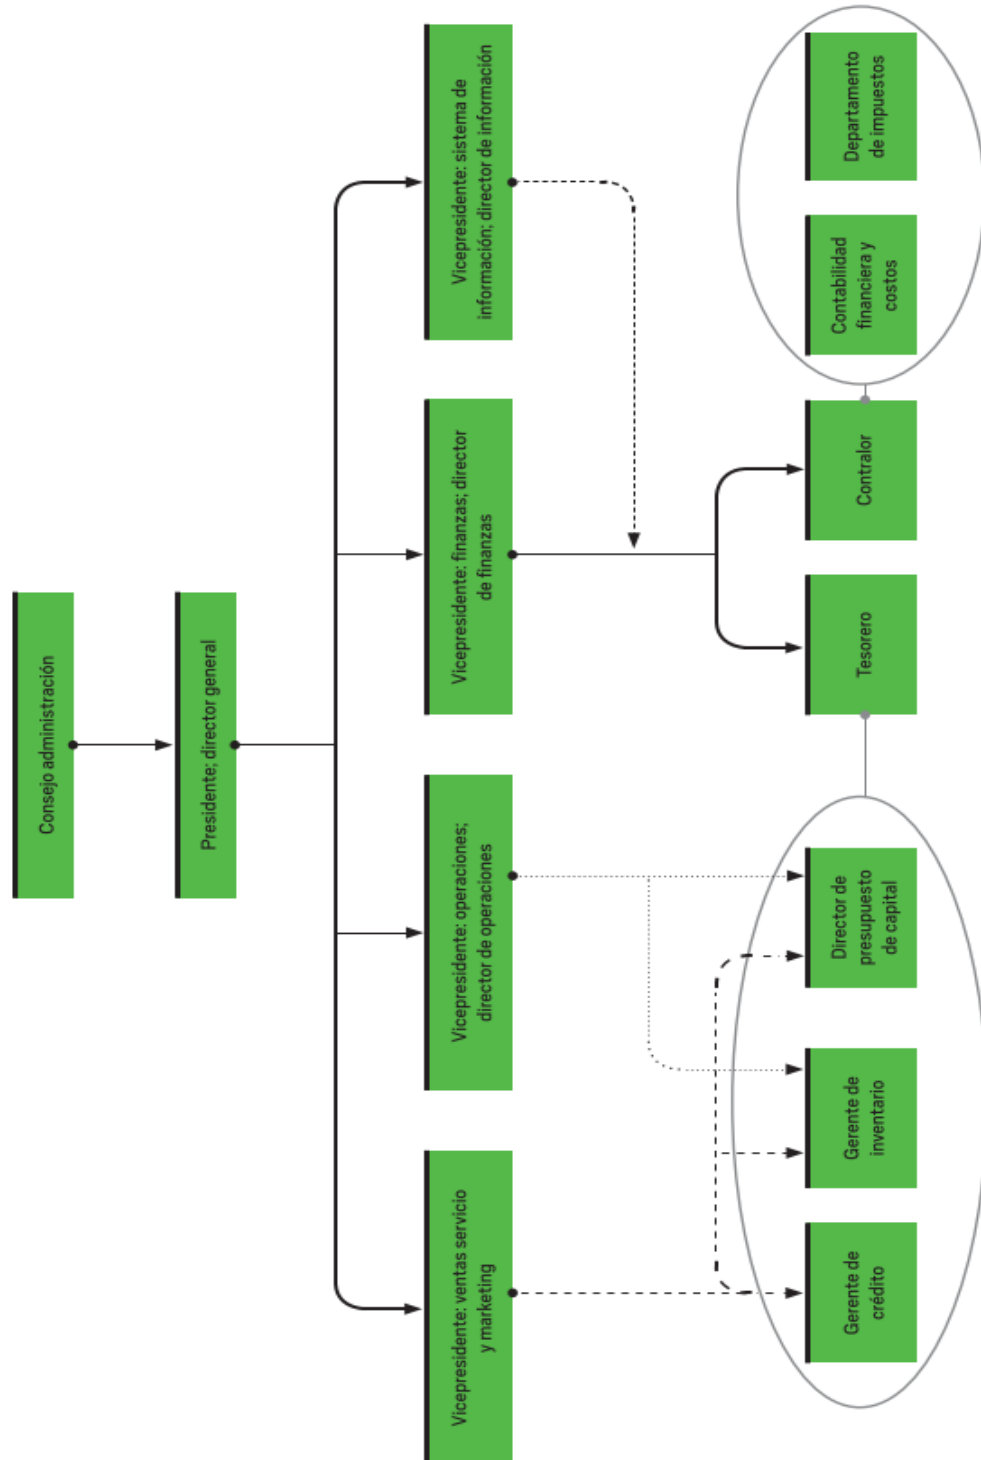 Consejo administración
Presidente; director general
Vicepresidente: ventas servicio
y marketing
Vicepresidente: operaciones;
director de operaciones
Vicepresidente: finanzas; director
de finanzas
Vicepresidente: sistema de
información; director de información
Gerente de
crédito
Gerente de
inventario
Director de
presupuesto
de capital
Tesorero
Contralor
Contabilidad
financiera y
costos
Departamento
de impuestos